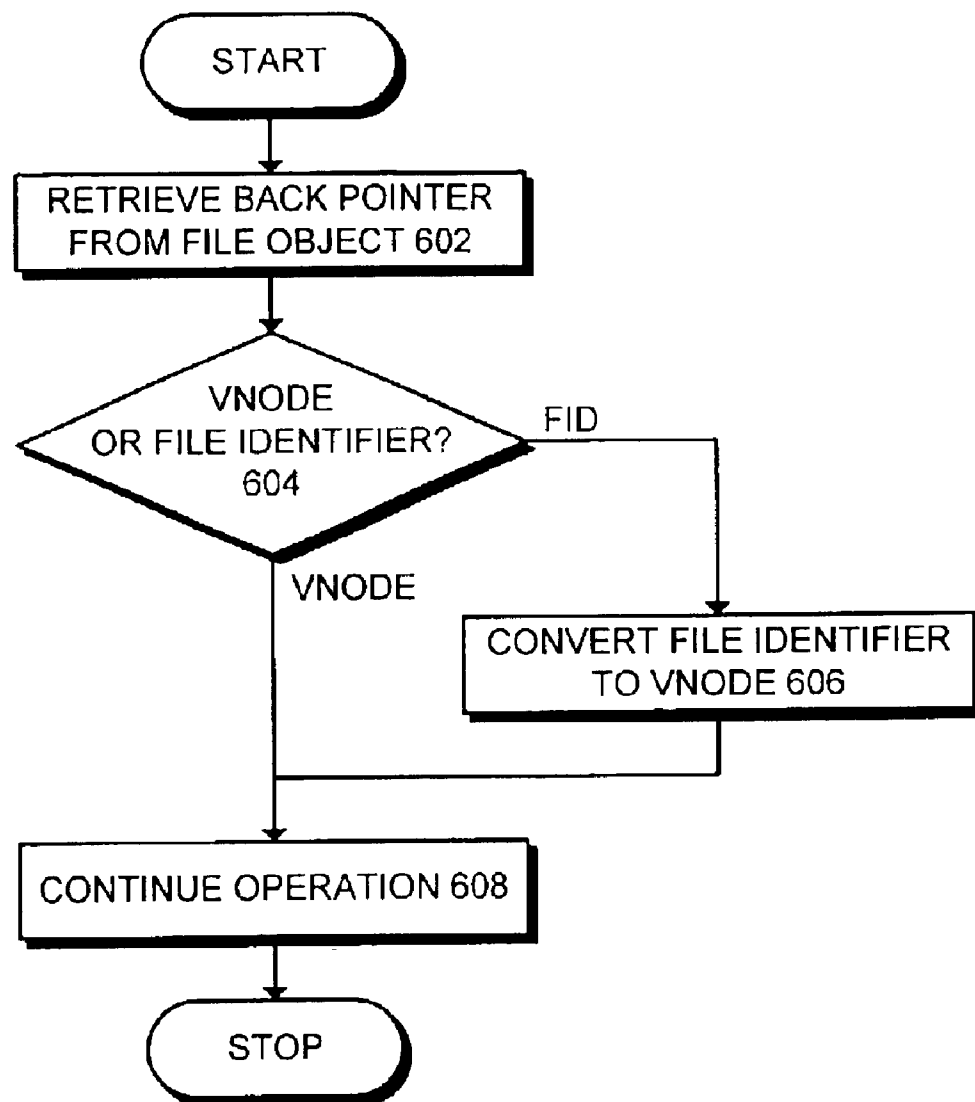 START
RETRIEVE BACK POINTER
FROM FILE OBJECT 602
VNODE
OR FILE IDENTIFIER?
604
FID
VNODE
CONVERT FILE IDENTIFIER
TO VNODE 606
CONTINUE OPERATION 608
STOP